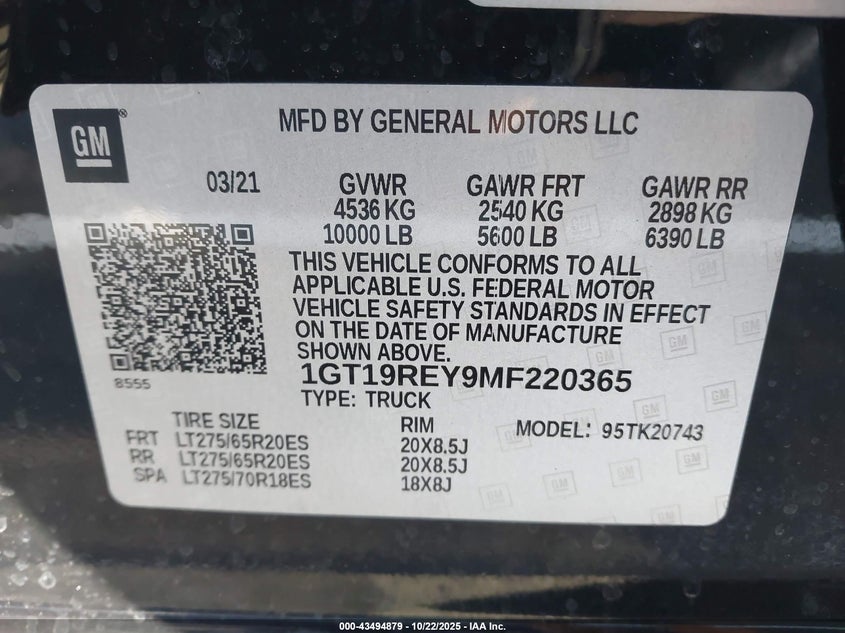 GM®
MFD BY GENERAL MOTORS LLC
03/21
GVWR GAWR FRT GAWR RR
4536 KG 2540 KG 2898 KG
10000 LB 5600 LB 6390 LB
THIS VEHICLE CONFORMS TO ALL
APPLICABLE U.S. FEDERAL MOTOR
VEHICLE SAFETY STANDARDS IN EFFECT
ON THE DATE OF MANUFACTURE
SHOWN ABOVE.
8555
1GT19REY9MF220365
TYPE: TRUCK
TIRE SIZE RIM MODEL: 95TK20743
FRT LT275/65R20ES 20X8.5J
RR LT275/65R20ES 20X8.5J
SPA LT275/70R18ES 18X8J
000-43494879 - 10/22/2025 - IAA Inc.